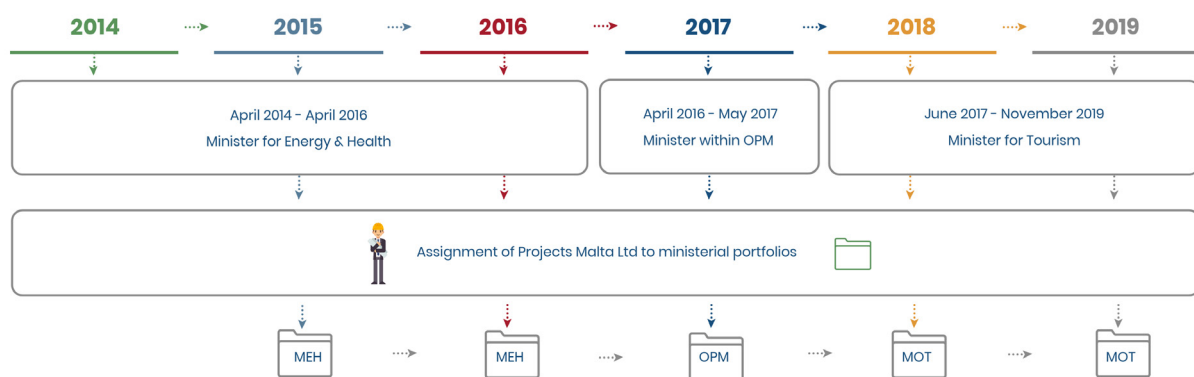 2014
2015
2016
2017
2018
2019
April 2014 - April 2016
Minister for Energy & Health
April 2016 - May 2017
Minister within OPM
June 2017 - November 2019
Minister for Tourism
Assignment of Projects Malta Ltd to ministerial portfolios
MEH
MEH
OPM
MOT
MOT